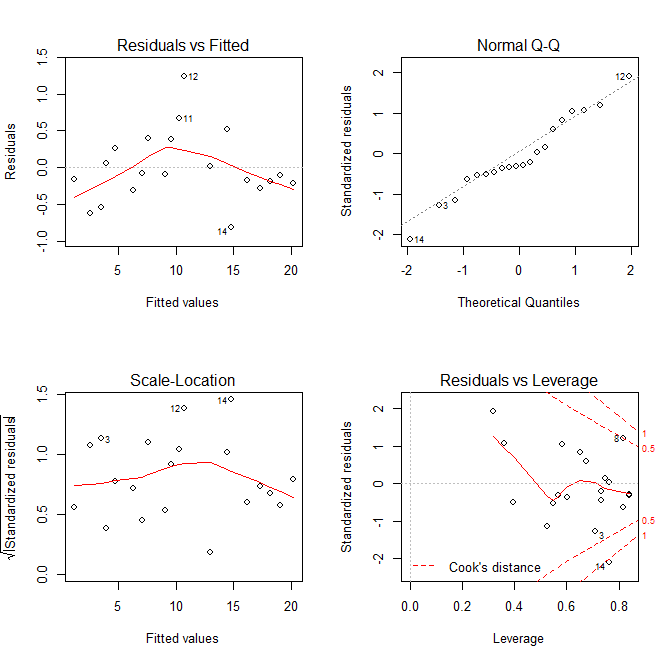 Residuals vs Fitted
Residuals
-1.0 -0.5 0.0 0.5 1.0 1.5
12
11
14
5 10 15 20
Fitted values
Normal Q-Q
Standardized residuals
-2 -1 0 1 2
12
3
14
-2 -1 0 1 2
Theoretical Quantiles
Scale-Location
√|Standardized residuals|
0.0 0.5 1.0 1.5
14
12
3
5 10 15 20
Fitted values
Residuals vs Leverage
Standardized residuals
-2 -1 0 1 2
8
1
0.5
0.5
1
3
14
Cook's distance
0.0 0.2 0.4 0.6 0.8
Leverage